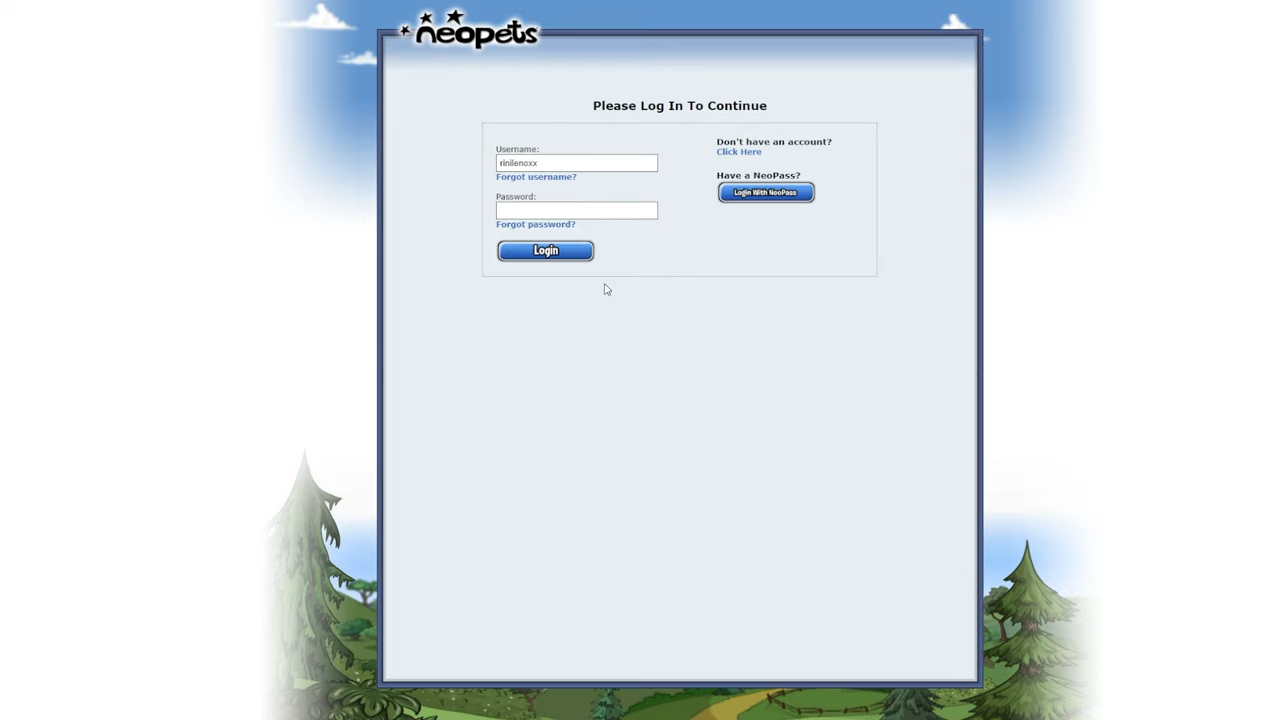 neopets
Please Log In To Continue
Username:
rinilenoxx
Forgot username?
Password:
Forgot password?
Login
Don't have an account?
Click Here
Have a NeoPass?
Login With NeoPass